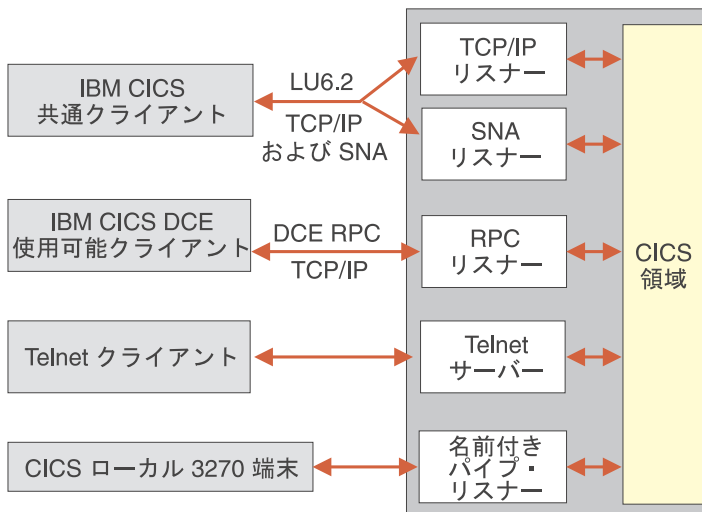 IBM CICS
共通クライアント
LU6.2
TCP/IP
および SNA
TCP/IP
リスナー
SNA
リスナー
IBM CICS DCE
使用可能クライアント
DCE RPC
TCP/IP
RPC
リスナー
CICS
領域
Telnet クライアント
Telnet
サーバー
CICS ローカル 3270 端末
名前付き
パイプ・
リスナー